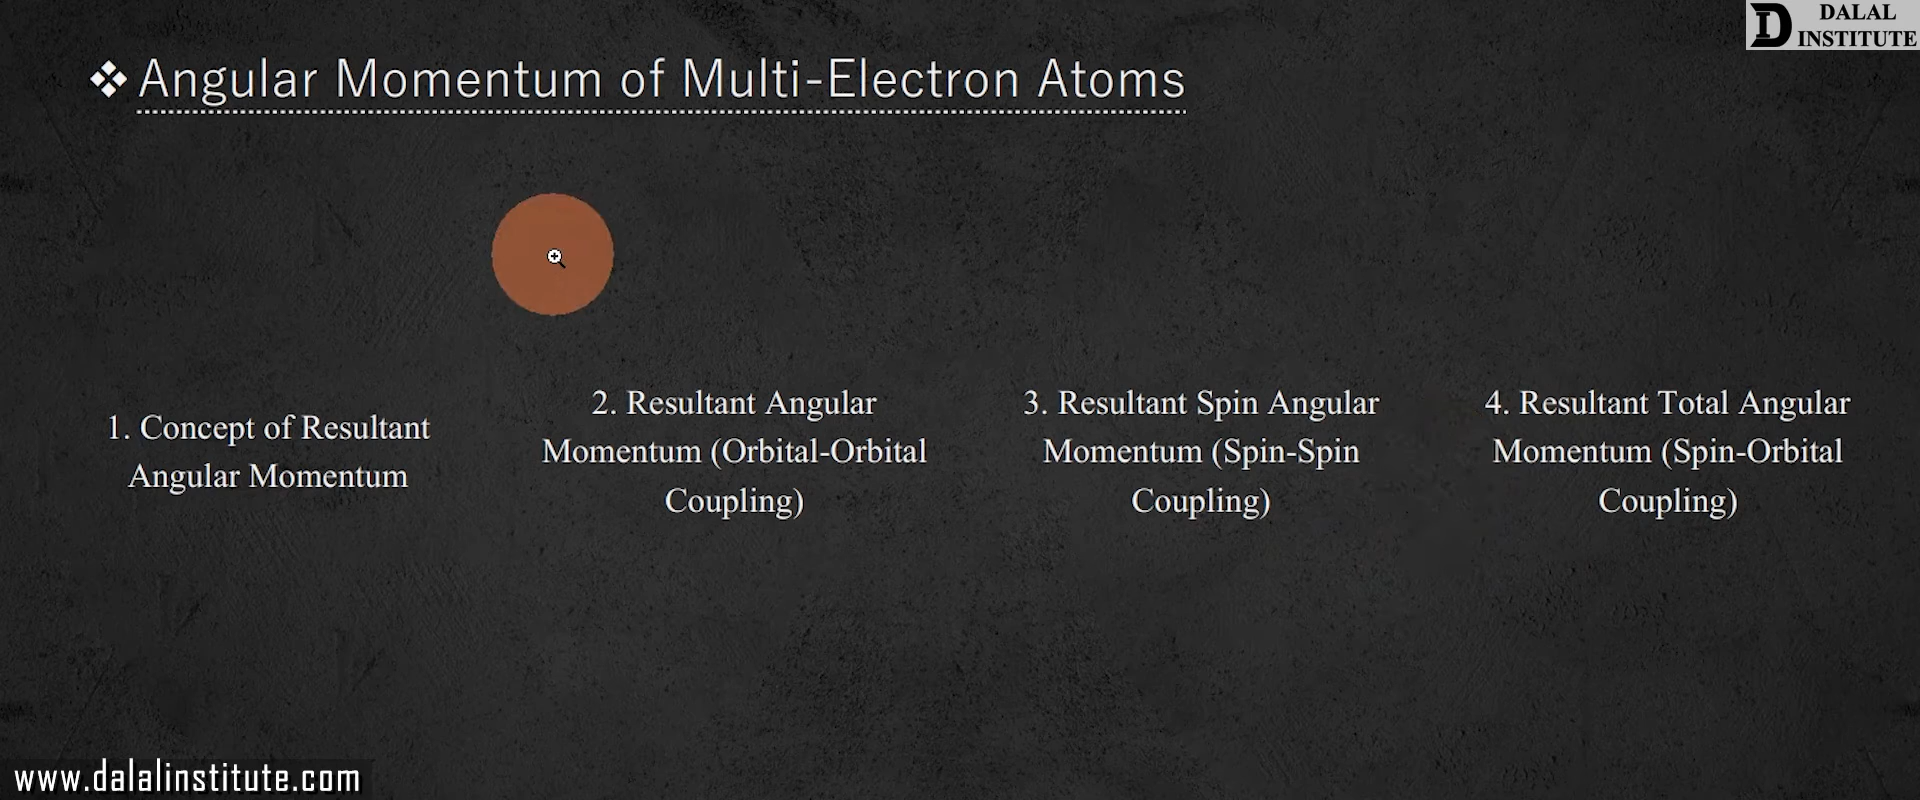 DALAL
INSTITUTE
❖ Angular Momentum of Multi-Electron Atoms
1. Concept of Resultant
Angular Momentum
2. Resultant Angular
Momentum (Orbital-Orbital
Coupling)
3. Resultant Spin Angular
Momentum (Spin-Spin
Coupling)
4. Resultant Total Angular
Momentum (Spin-Orbital
Coupling)
www.dalalinstitute.com